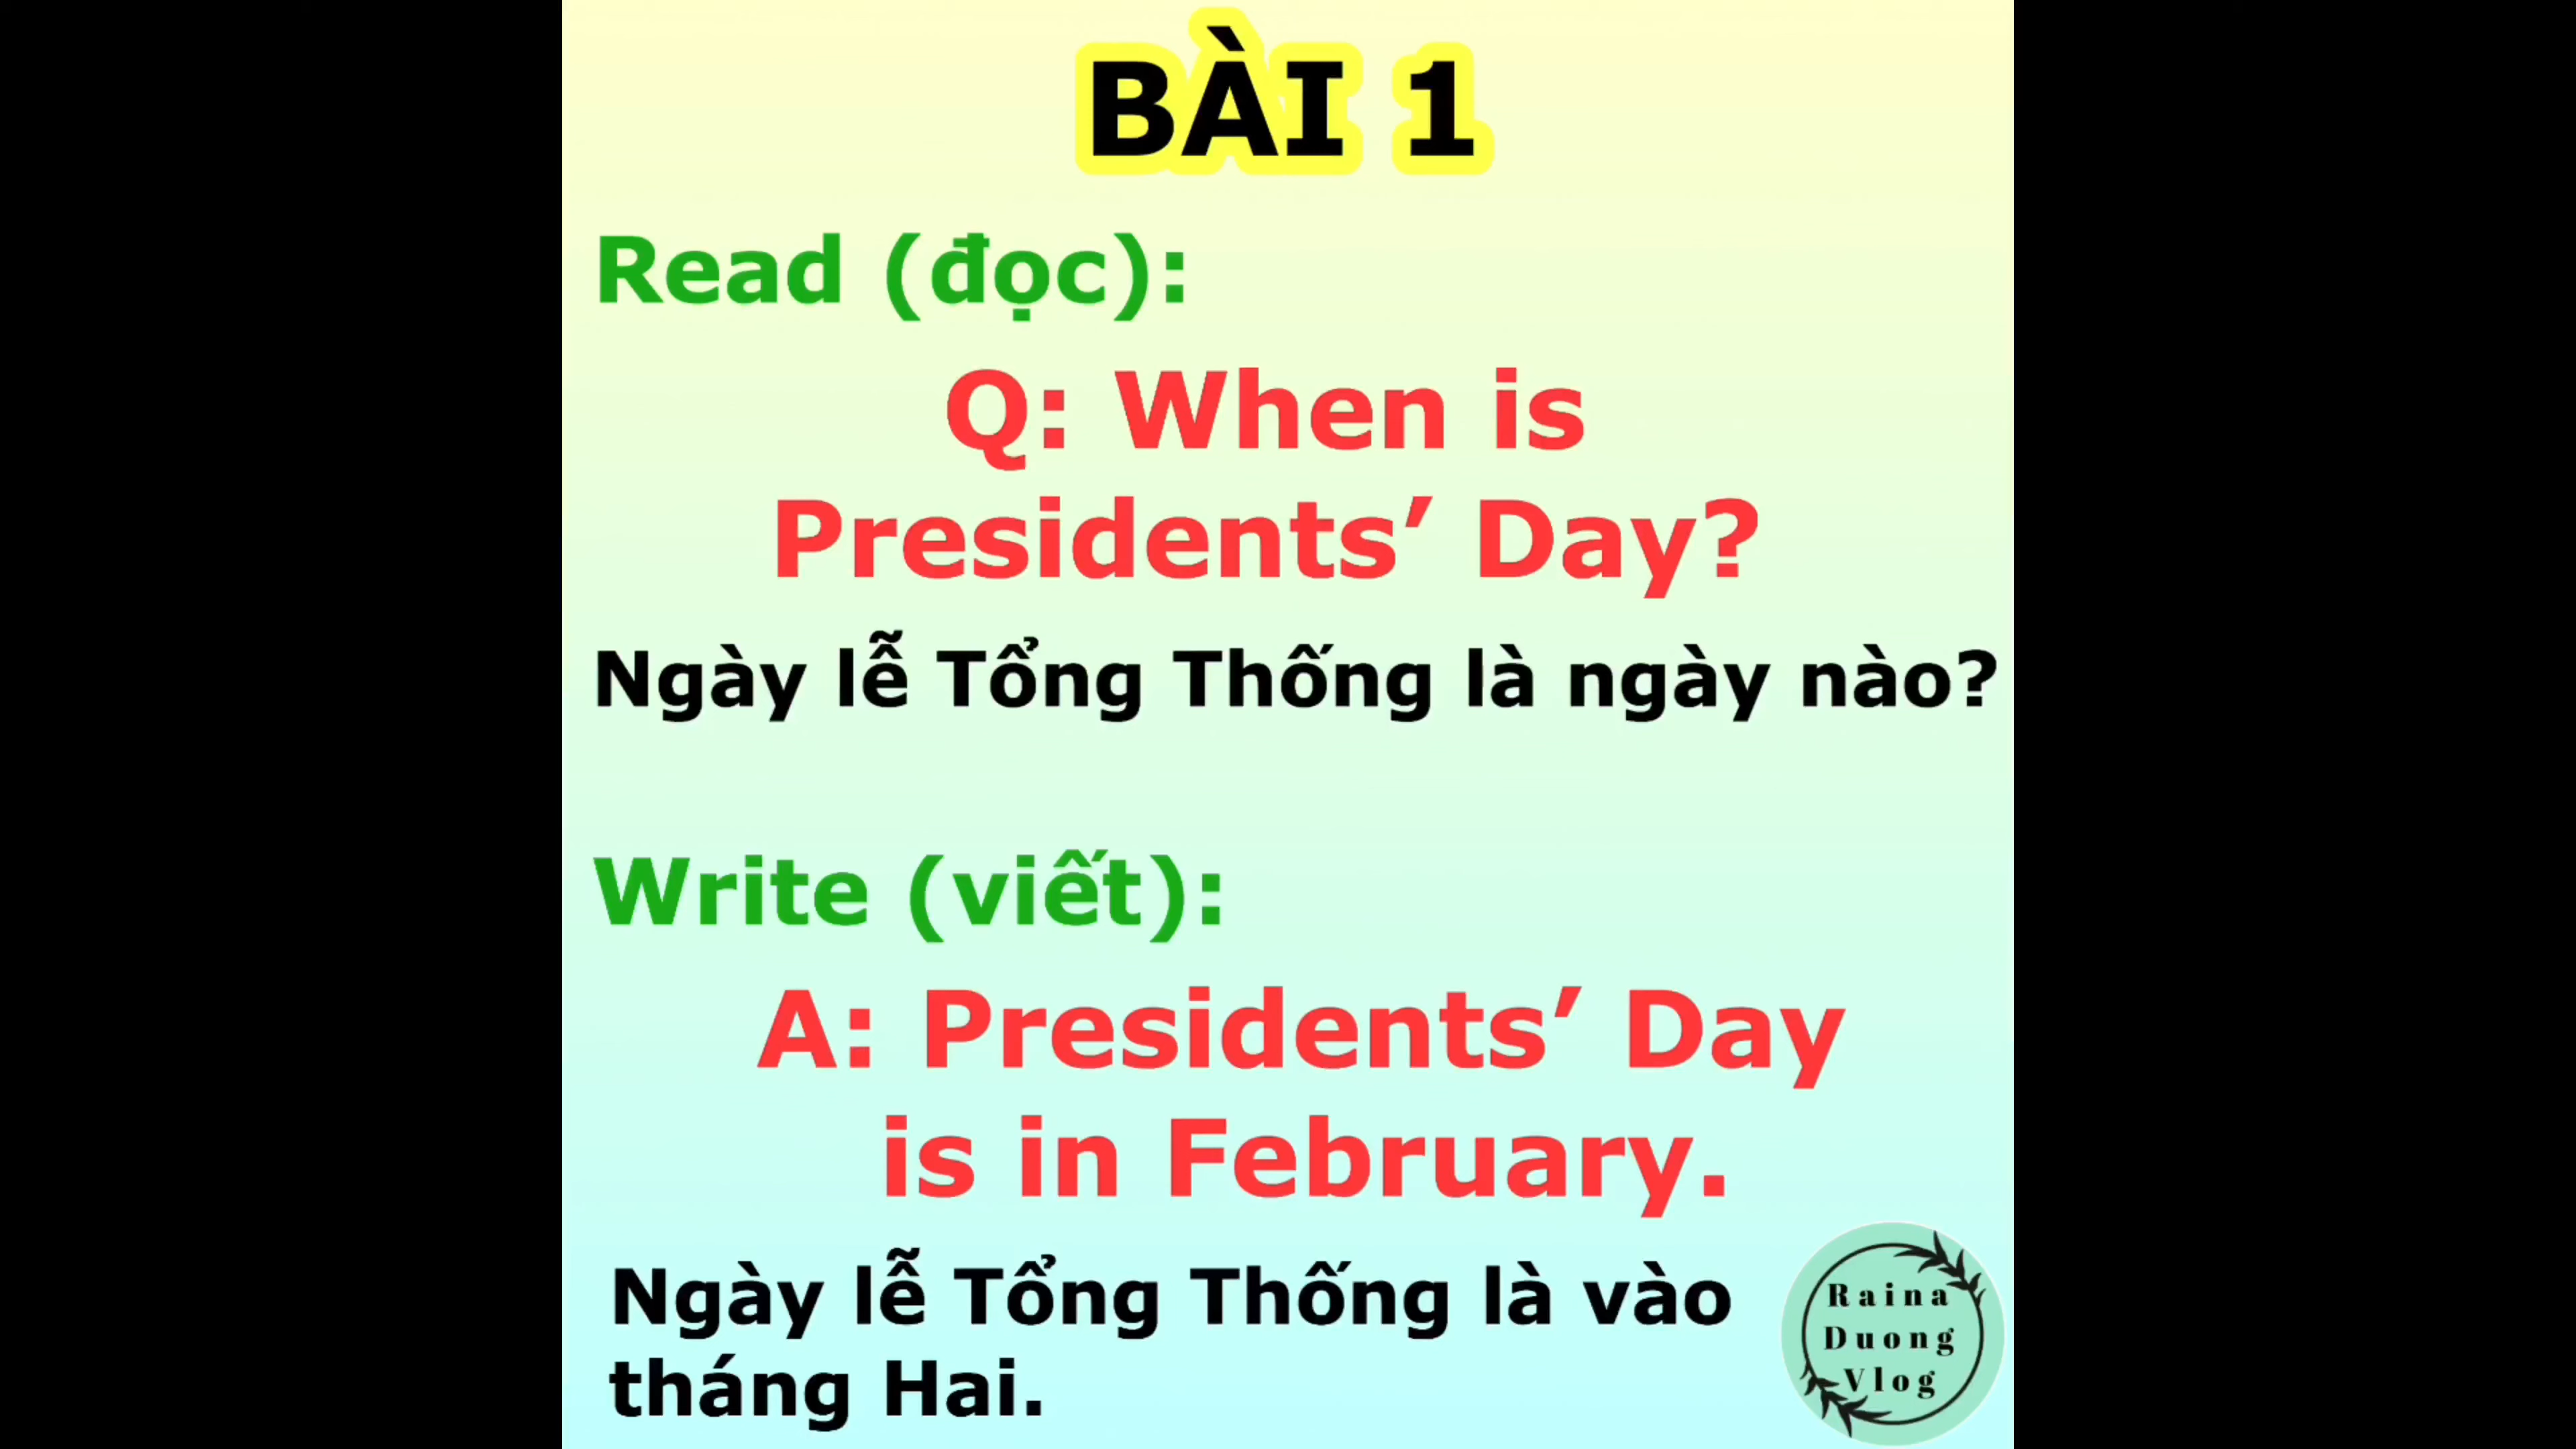 BÀI 1
Read (đọc):
Q: When is
Presidents’ Day?
Ngày lễ Tổng Thống là ngày nào?
Write (viết):
A: Presidents’ Day
is in February.
Ngày lễ Tổng Thống là vào
tháng Hai.
Raina
Duong
Vlog